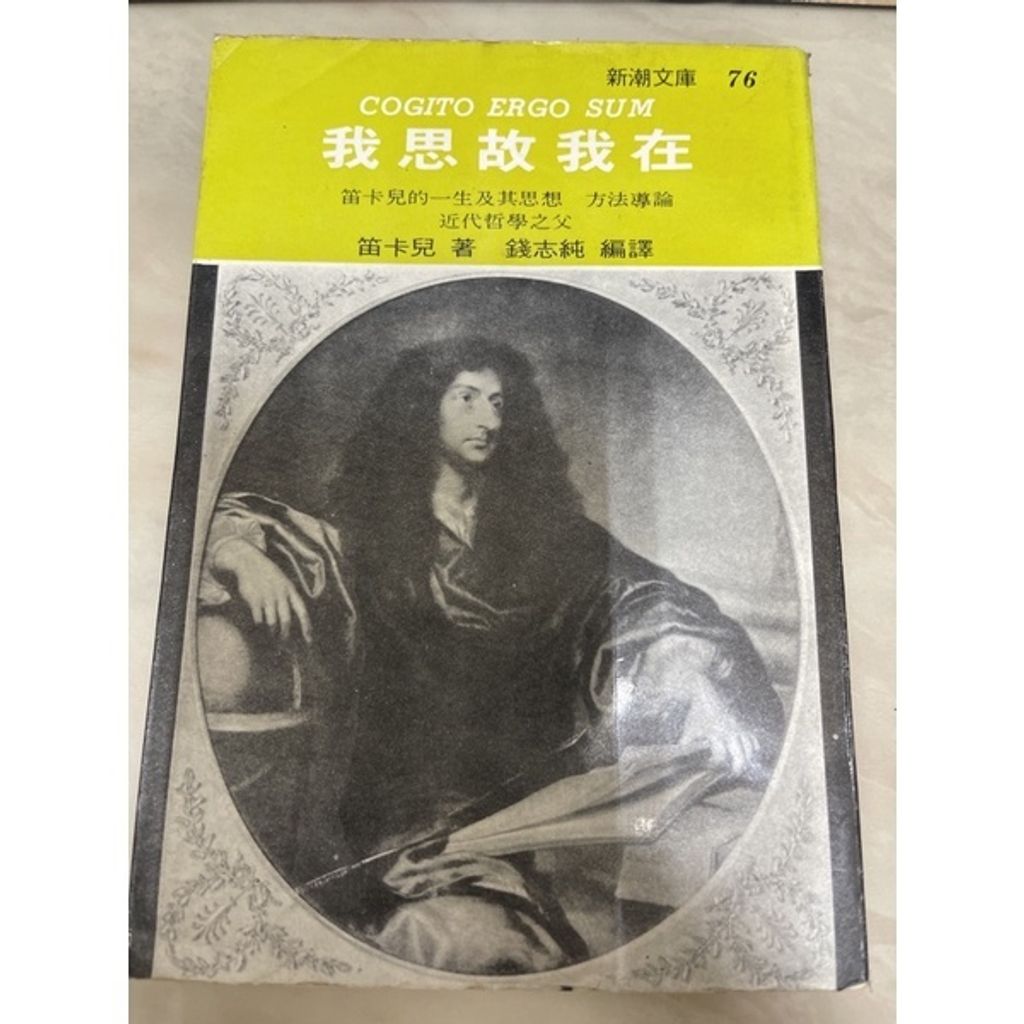 新潮文庫 76
COGITO ERGO SUM
我思故我在
笛卡兒的一生及其思想 方法導論
近代哲學之父
笛卡兒 著 錢志純 編譯